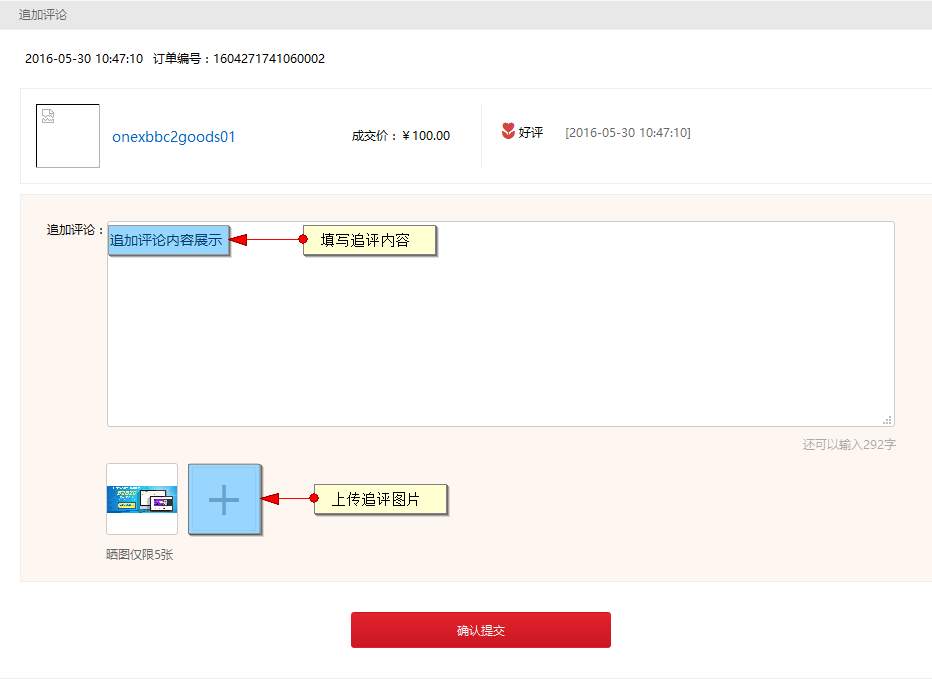 追加评论
2016-05-30 10:47:10 订单编号：1604271741060002
onexbbc2goods01 成交价：￥100.00 好评 [2016-05-30 10:47:10]
追加评论： 追加评论内容展示 填写追评内容
还可以输入292字
上传追评图片
晒图仅限5张
确认提交